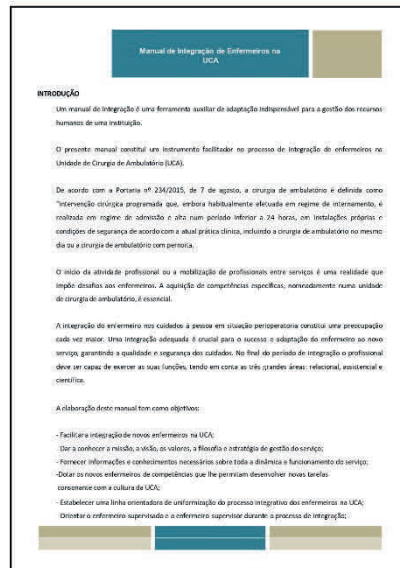 Manual de Integração de Enfermeiros na
UCA
INTRODUÇÃO
Um manual de integração é uma ferramenta auxiliar de adaptação indispensável para a gestão dos recursos
humanos de uma instituição.
O presente manual constitui um instrumento facilitador no processo de integração de enfermeiros na
Unidade de Cirurgia de Ambulatório (UCA).
De acordo com a Portaria nº 234/2015, de 7 de agosto, a cirurgia de ambulatório é definida como
"intervenção cirúrgica programada que, embora habitualmente efetuada em regime de internamento, é
realizada em regime de admissão e alta num período inferior a 24 horas, em instalações próprias e
condições de segurança de acordo com a atual prática clínica, incluindo a cirurgia de ambulatório no mesmo
dia ou a cirurgia de ambulatório com pernoita.
O início da atividade profissional ou a mobilização de profissionais entre serviços é uma realidade que
impõe desafios aos enfermeiros. A aquisição de competências específicas, nomeadamente numa unidade
de cirurgia de ambulatório, é essencial.
A integração do enfermeiro nos cuidados à pessoa em situação perioperatória constitui uma preocupação
cada vez maior. Uma integração adequada é crucial para o sucesso e adaptação do enfermeiro ao novo
serviço, garantindo a qualidade e segurança dos cuidados. No final do período de integração o profissional
deve ser capaz de exercer as suas funções, tendo em conta as três grandes áreas: relacional, assistencial e
científica.
A elaboração deste manual tem como objetivos:
- Facilitar a integração de novos enfermeiros na UCA;
Dar a conhecer a missão, a visão, os valores, a filosofia e estratégia de gestão do serviço;
- Fornecer informações e conhecimentos necessários sobre toda a dinâmica e funcionamento do serviço;
-Dotar os novos enfermeiros de competências que lhe permitam desenvolver novas tarefas
consonante com a cultura da UCA;
- Estabelecer uma linha orientadora de uniformização do processo integrativo dos enfermeiros na UCA;
Orientar o enfermeiro supervisado e o enfermeiro supervisor durante o processo de integração;